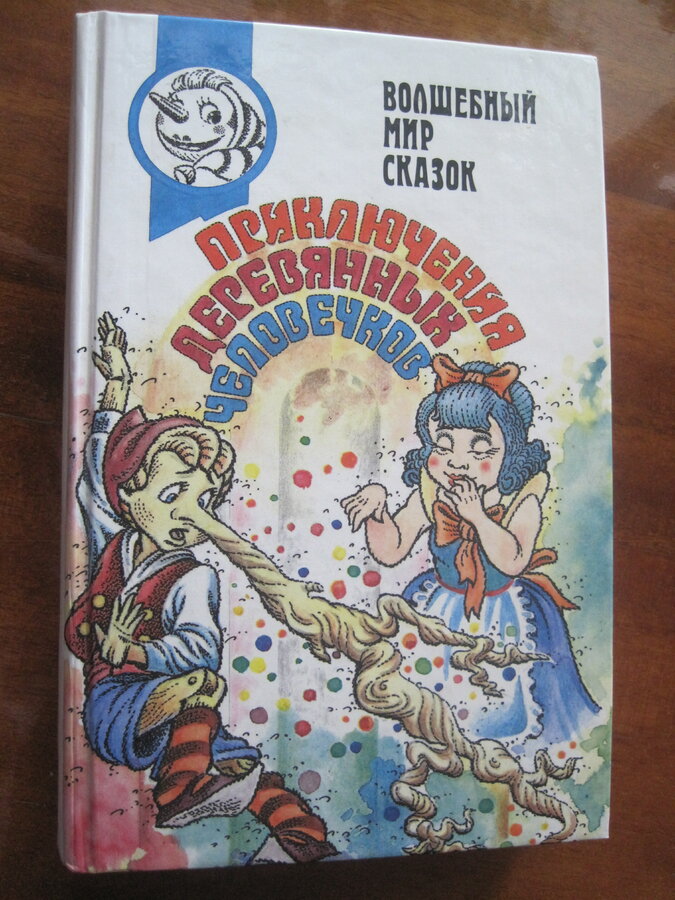 ВОЛШЕБНЫЙ
МИР
СКАЗОК
ПРИКЛЮЧЕНИЯ
ДЕРЕВЯННЫХ
ЧЕЛОВЕЧКОВ